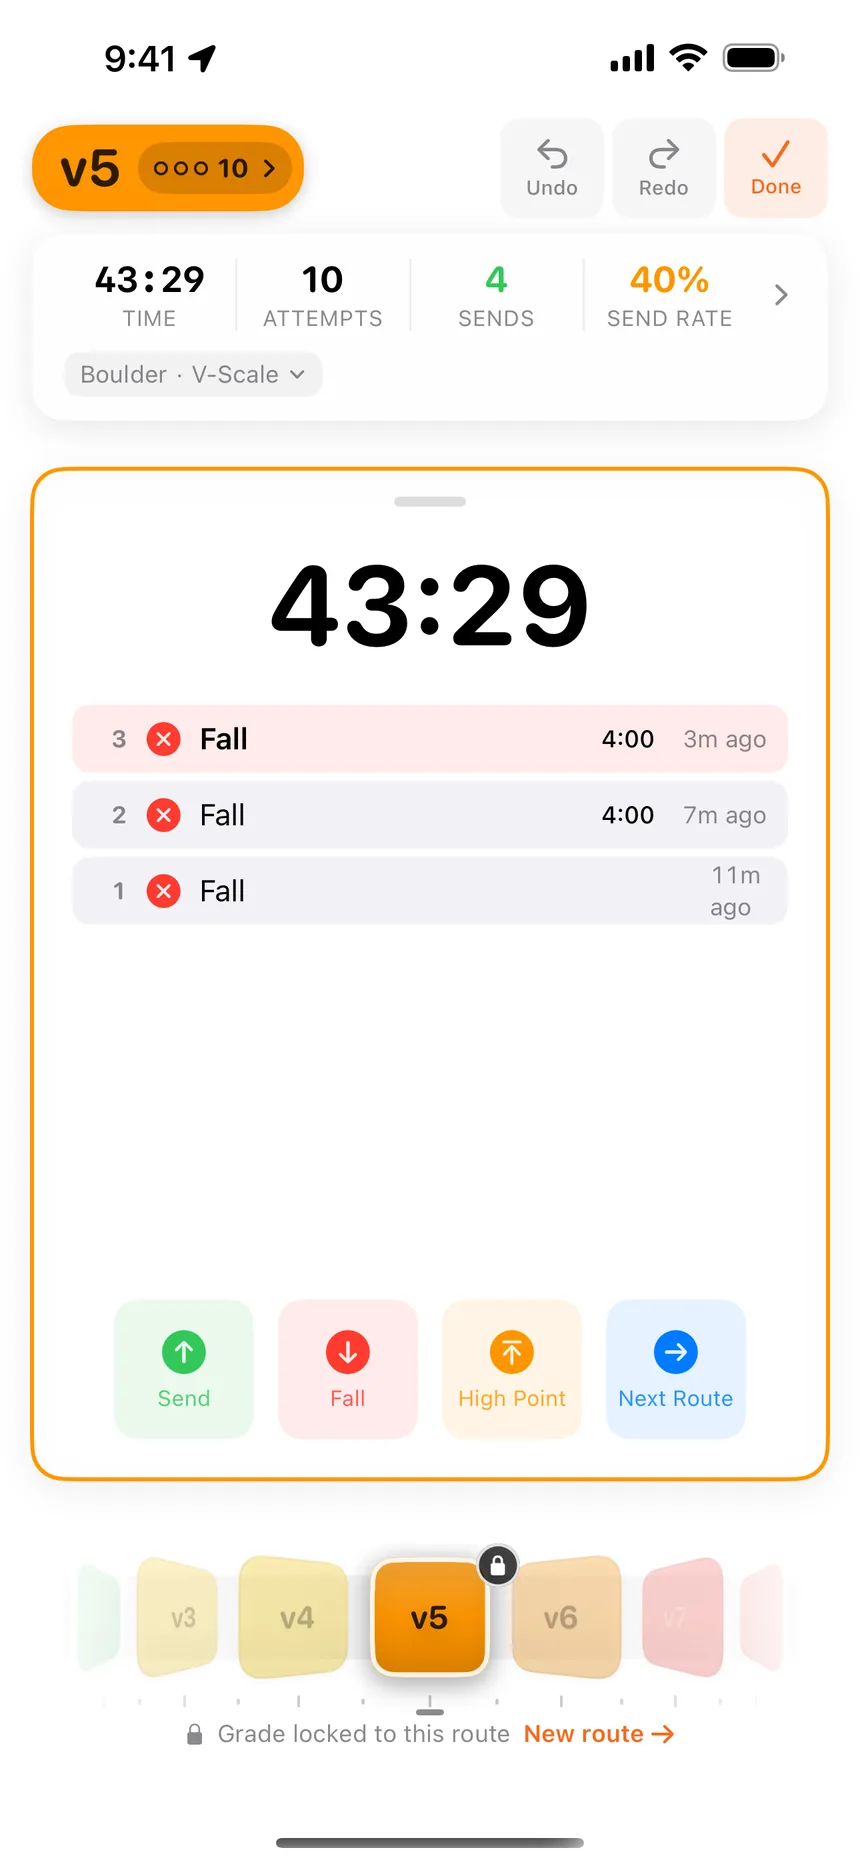 9:41
v5 10
Undo
Redo
Done
43:29
TIME
10
ATTEMPTS
4
SENDS
40%
SEND RATE
Boulder · V-Scale
43:29
3 Fall 4:00 3m ago
2 Fall 4:00 7m ago
1 Fall 11m
ago
Send
Fall
High Point
Next Route
v3
v4
v5
v6
v7
Grade locked to this route New route